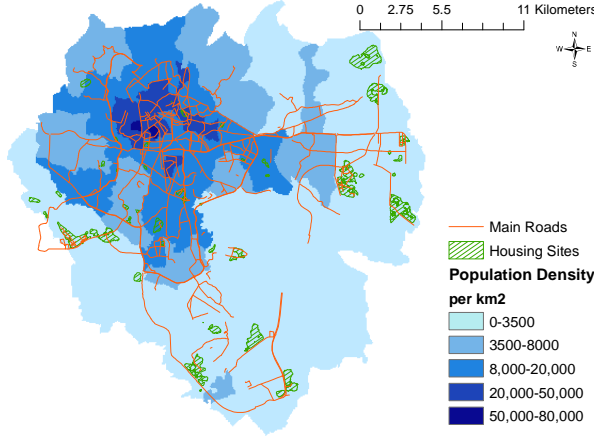 0 2.75 5.5 11 Kilometers
N
W E
S
Main Roads
Housing Sites
Population Density
per km2
0-3500
3500-8000
8,000-20,000
20,000-50,000
50,000-80,000